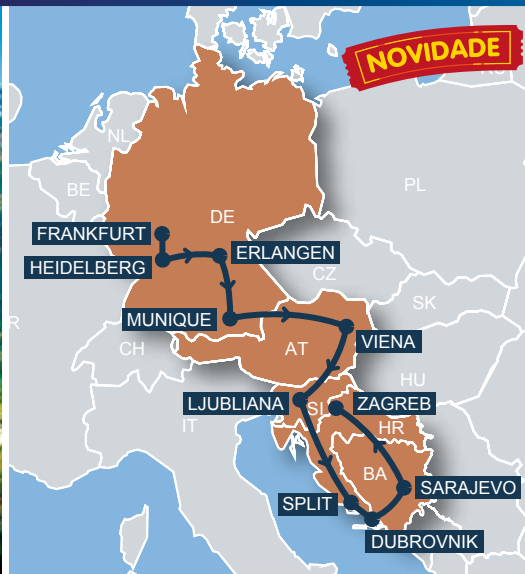 NOVIDADE
NL
BE
PL
DE
FRANKFURT
HEIDELBERG
ERLANGEN
CZ
SK
MUNIQUE
VIENA
CH
AT
HU
LJUBLIANA
SI
ZAGREB
IT
HR
BA
SARAJEVO
SPLIT
DUBROVNIK